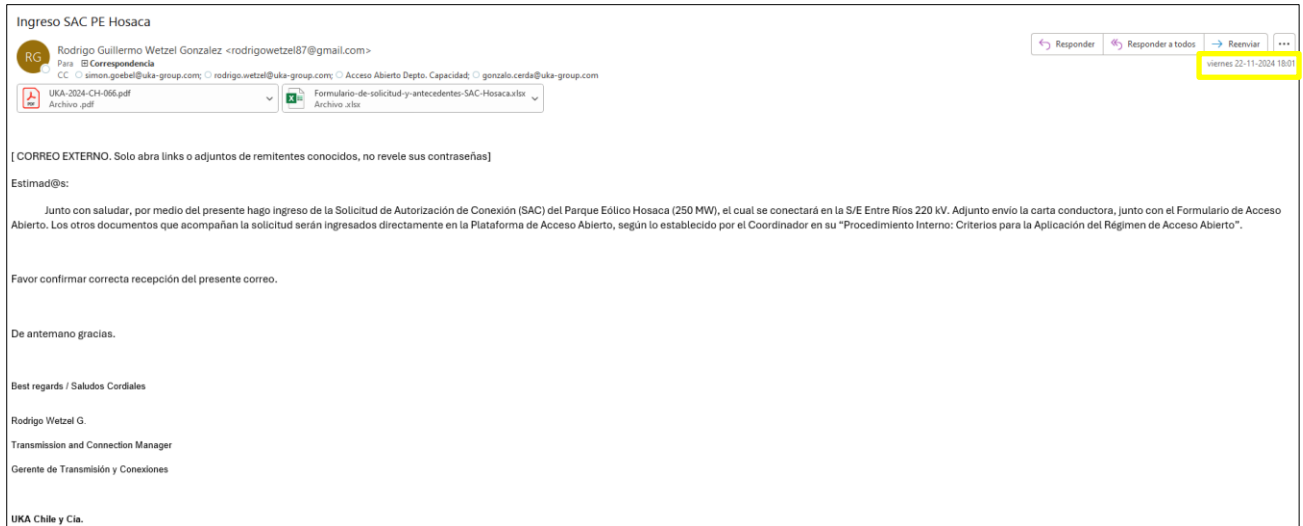 Ingreso SAC PE Hosaca
RG
Rodrigo Guillermo Wetzel Gonzalez <rodrigowetzel87@gmail.com>
Para Correspondencia
CC simon.goebel@uka-group.com; rodrigo.wetzel@uka-group.com; Acceso Abierto Depto. Capacidad; gonzalo.cerda@uka-group.com
Responder Responder a todos Reenviar ...
viernes 22-11-2024 18:01
UKA-2024-CH-066.pdf
Archivo .pdf
Formulario-de-solicitud-y-antecedentes-SAC-Hosaca.xlsx
Archivo .xlsx
[ CORREO EXTERNO. Solo abra links o adjuntos de remitentes conocidos, no revele sus contraseñas]
Estimad@s:
Junto con saludar, por medio del presente hago ingreso de la Solicitud de Autorización de Conexión (SAC) del Parque Eólico Hosaca (250 MW), el cual se conectará en la S/E Entre Ríos 220 kV. Adjunto envío la carta conductora, junto con el Formulario de Acceso
Abierto. Los otros documentos que acompañan la solicitud serán ingresados directamente en la Plataforma de Acceso Abierto, según lo establecido por el Coordinador en su “Procedimiento Interno: Criterios para la Aplicación del Régimen de Acceso Abierto”.
Favor confirmar correcta recepción del presente correo.
De antemano gracias.
Best regards / Saludos Cordiales
Rodrigo Wetzel G.
Transmission and Connection Manager
Gerente de Transmisión y Conexiones
UKA Chile y Cía.